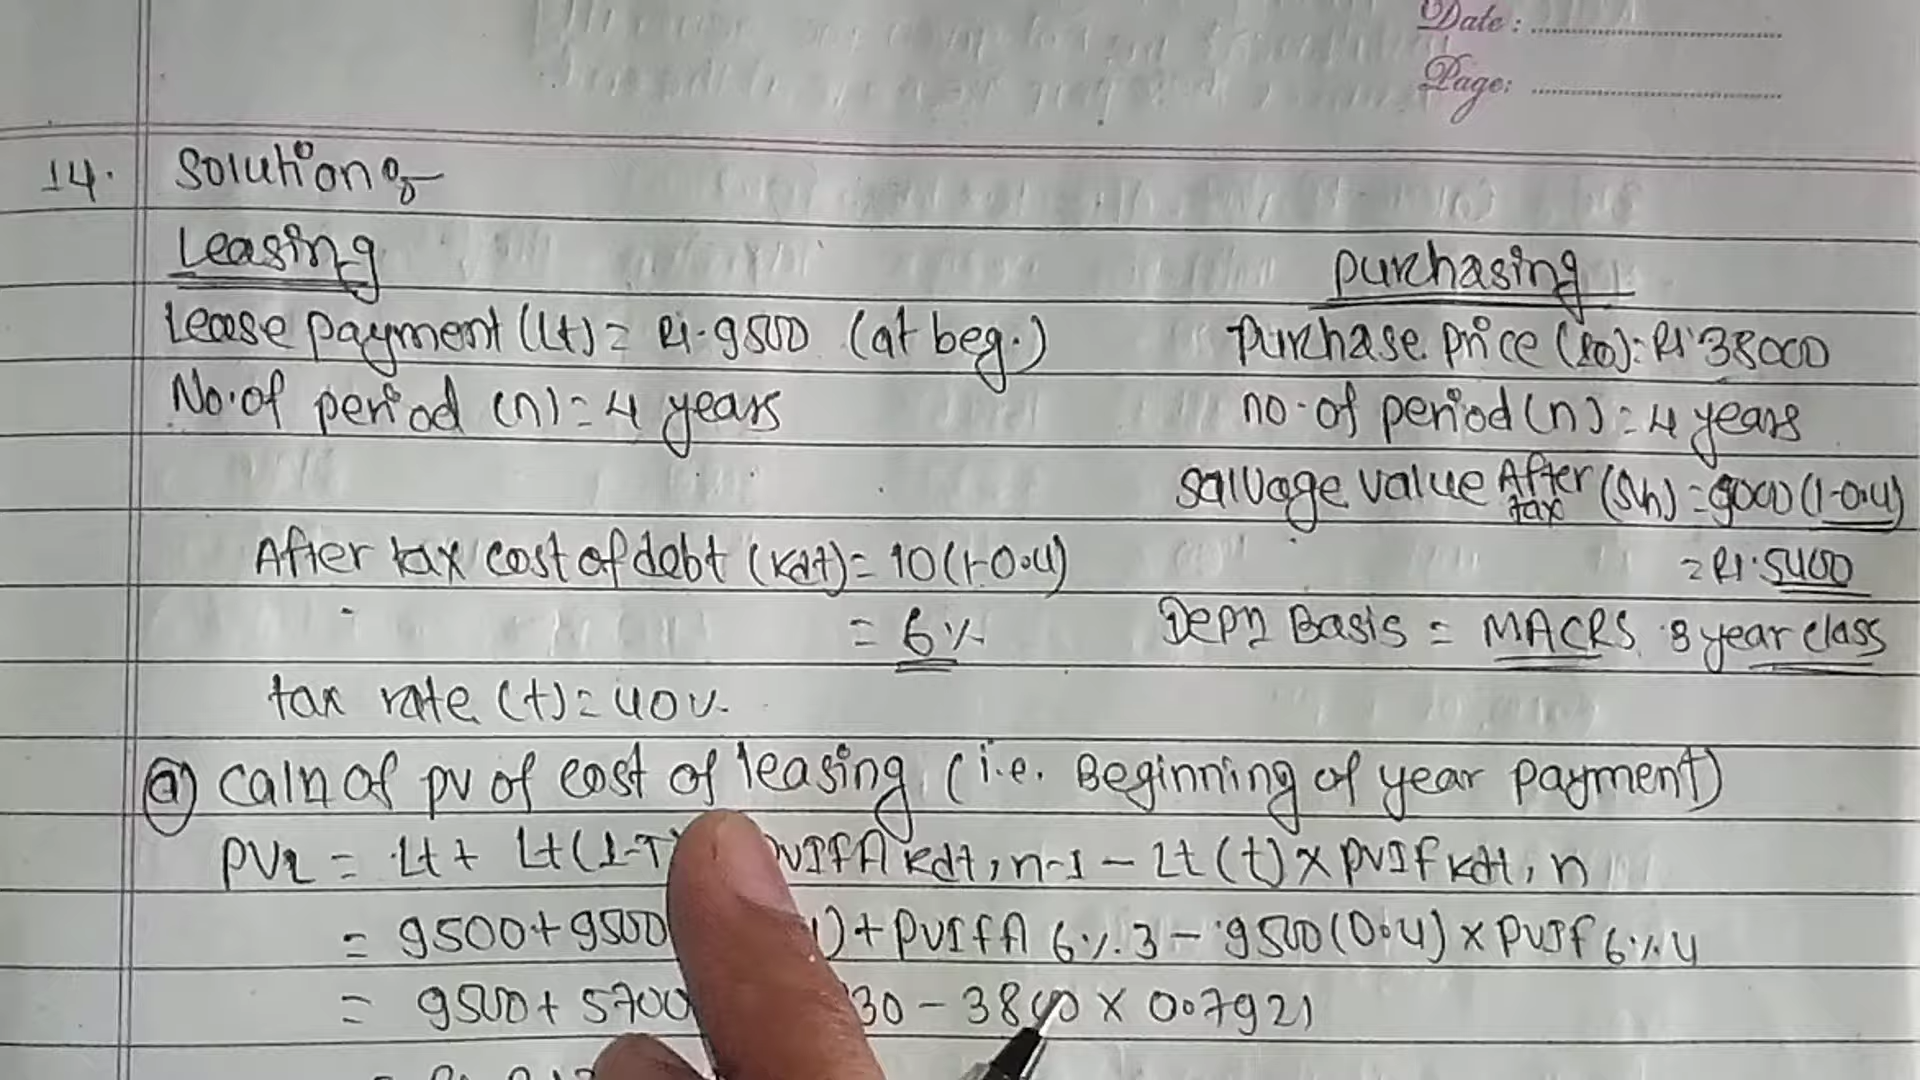 Date :
Page:
14. Solution :-
Leasing
Purchasing
Lease payment (Lt) = Rs. 9500 (at beg.)
Purchase price (P0) = Rs 38000
No. of period (n) = 4 years
no. of period (n) = 4 years
Salvage value After tax (Sn) = 9000 (1-0.4)
After tax cost of debt (Kdt) = 10 (1-0.4)
= Rs. 5400
= 6%
Depn Basis = MACRS 3 year class
tax rate (t) = 40%
(a) Caln of pv of cost of leasing (i.e. Beginning of year payment)
PVL = Lt + Lt (1-T) PVIFA Kdt, n-1 - Lt (t) x PVIF Kdt, n
= 9500 + 9500 ) + PVIFA 6%. 3 - 9500 (0.4) x PVIF 6%. 4
= 9500 + 5700 30 - 3800 x 0.7921